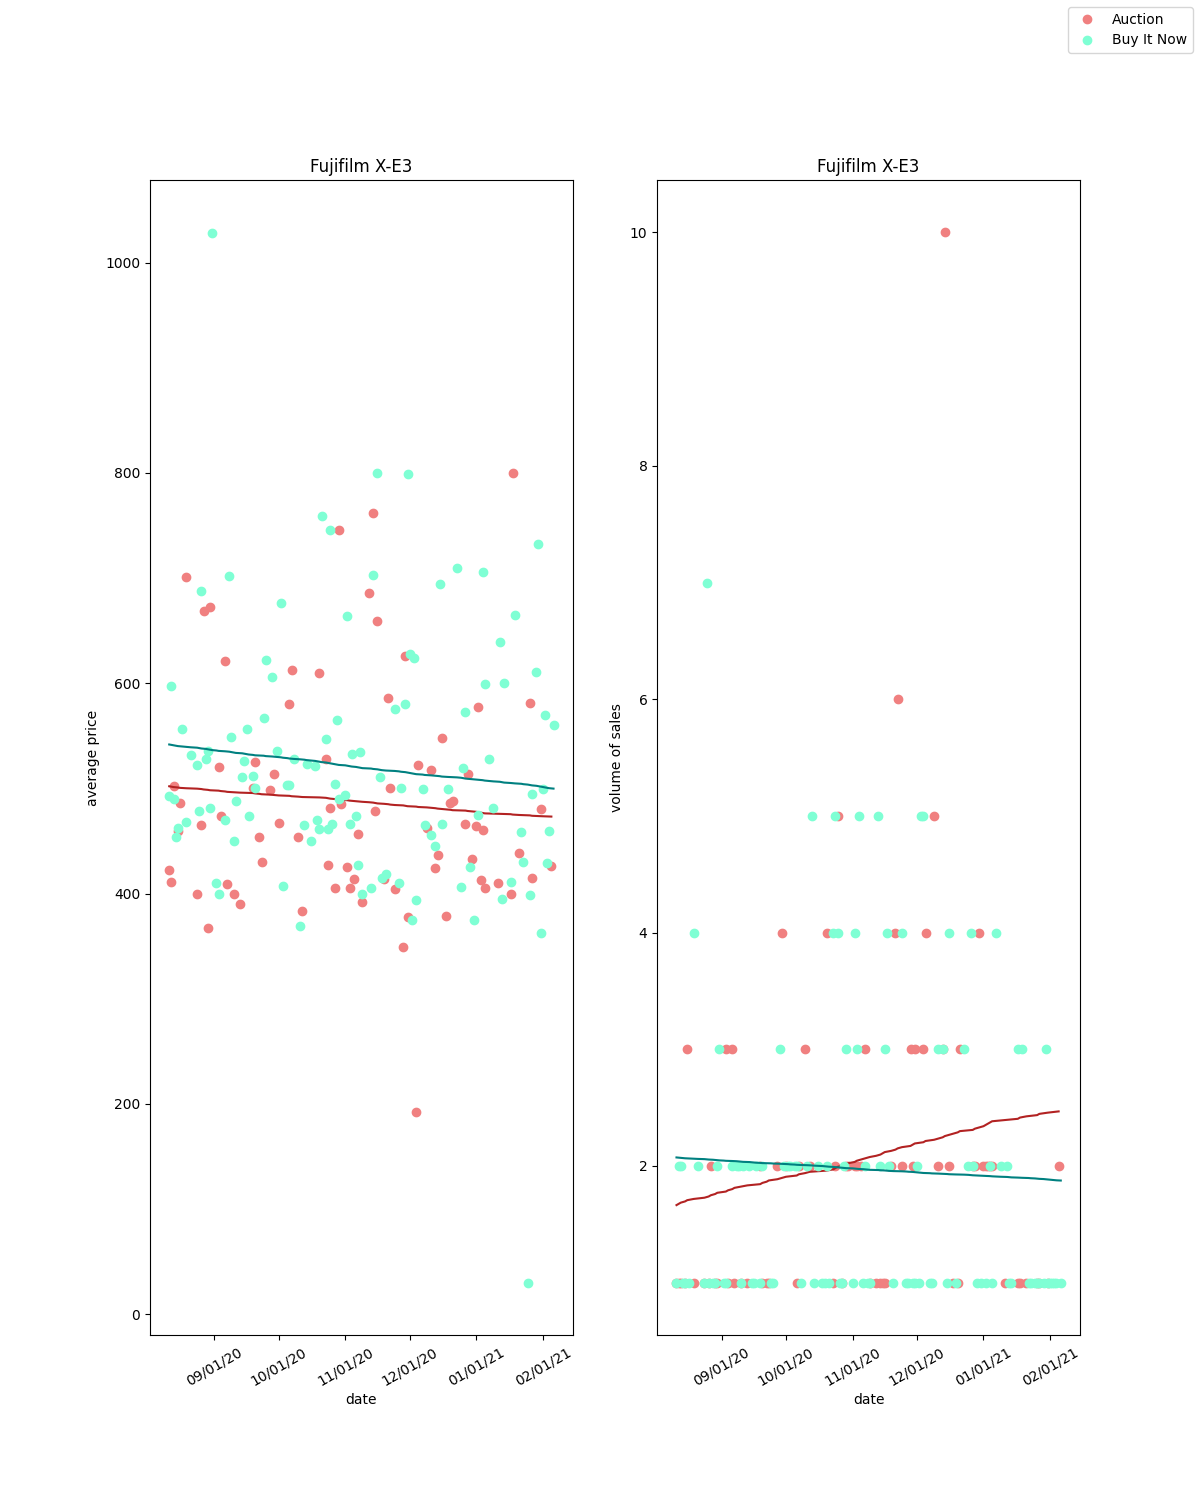 Auction
Buy It Now
Fujifilm X-E3
Fujifilm X-E3
1000
800
600
400
200
0
average price
09/01/20
10/01/20
11/01/20
12/01/20
01/01/21
02/01/21
date
10
8
6
4
2
volume of sales
09/01/20
10/01/20
11/01/20
12/01/20
01/01/21
02/01/21
date